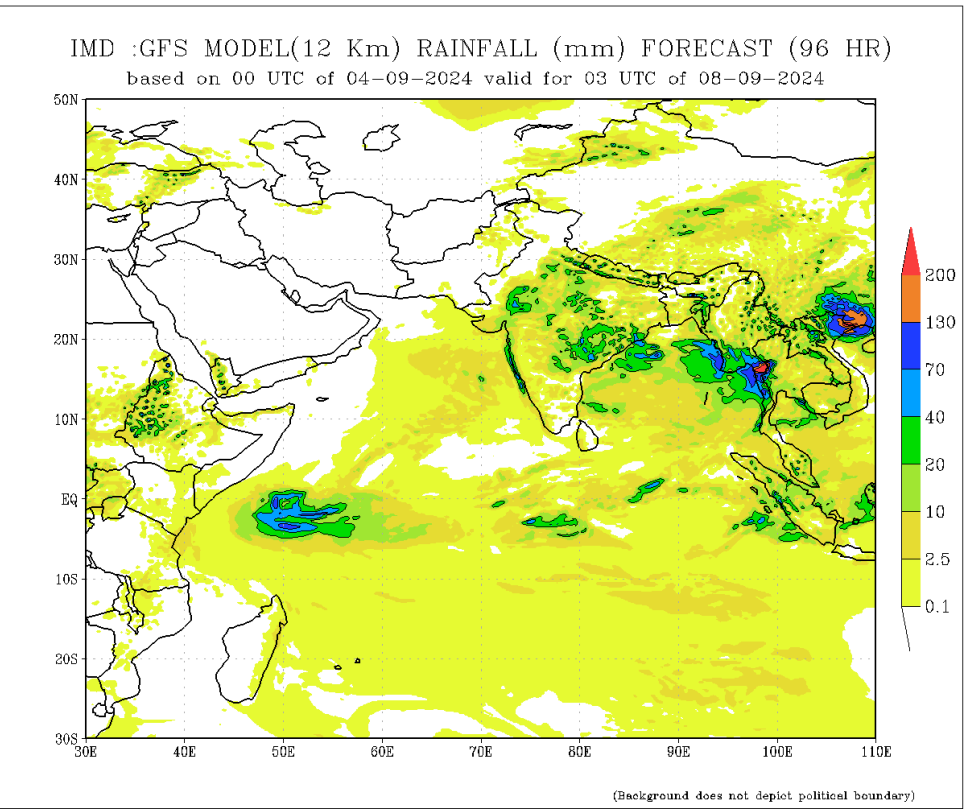 IMD :GFS MODEL(12 Km) RAINFALL (mm) FORECAST (96 HR)
based on 00 UTC of 04-09-2024 valid for 03 UTC of 08-09-2024
50N
40N
30N
20N
10N
EQ
10S
20S
30S
30E 40E 50E 60E 70E 80E 90E 100E 110E
200
130
70
40
20
10
2.5
0.1
(Background does not depict political boundary)